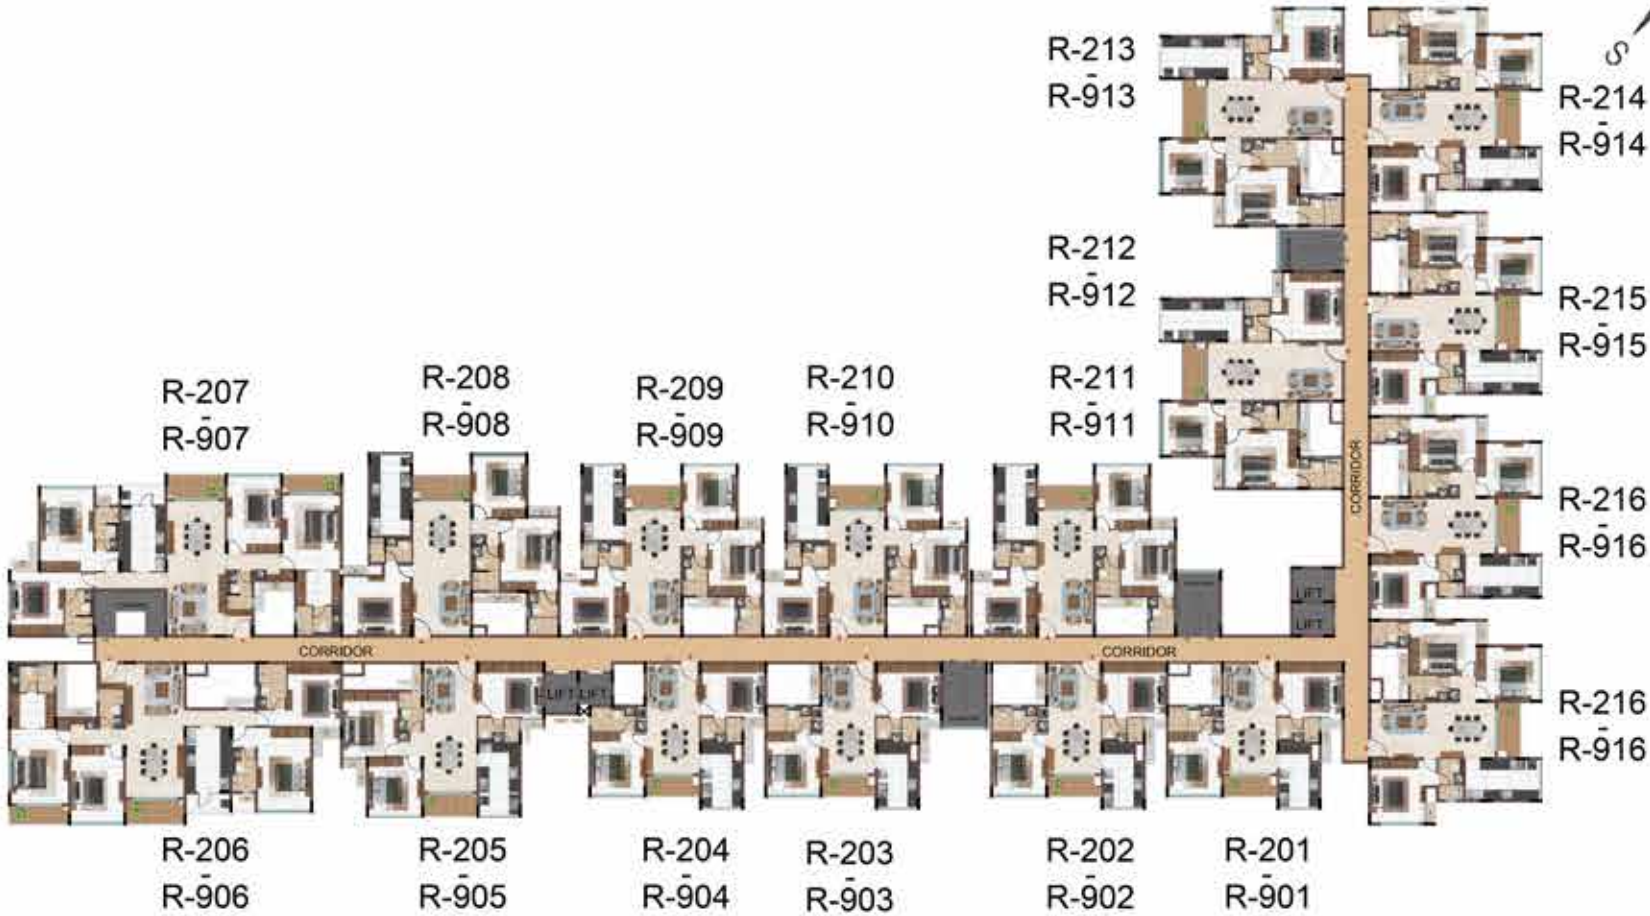 R-213
-
R-913
S
R-214
-
R-914
R-212
-
R-912
R-215
-
R-915
R-207
-
R-907
R-208
-
R-908
R-209
-
R-909
R-210
-
R-910
R-211
-
R-911
CORRIDOR
R-216
-
R-916
LIFT
LIFT
CORRIDOR
CORRIDOR
LIFT LIFT
R-216
-
R-916
R-206
-
R-906
R-205
-
R-905
R-204
-
R-904
R-203
-
R-903
R-202
-
R-902
R-201
-
R-901